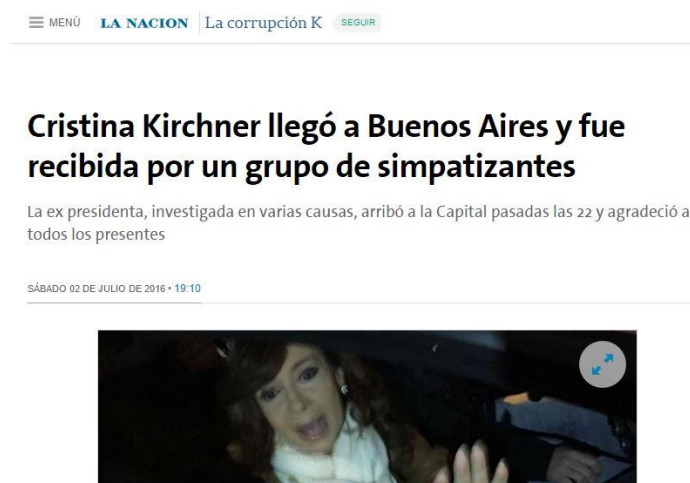 MENÚ LA NACION La corrupción K SEGUIR
Cristina Kirchner llegó a Buenos Aires y fue
recibida por un grupo de simpatizantes
La ex presidenta, investigada en varias causas, arribó a la Capital pasadas las 22 y agradeció a
todos los presentes
SÁBADO 02 DE JULIO DE 2016 • 19:10